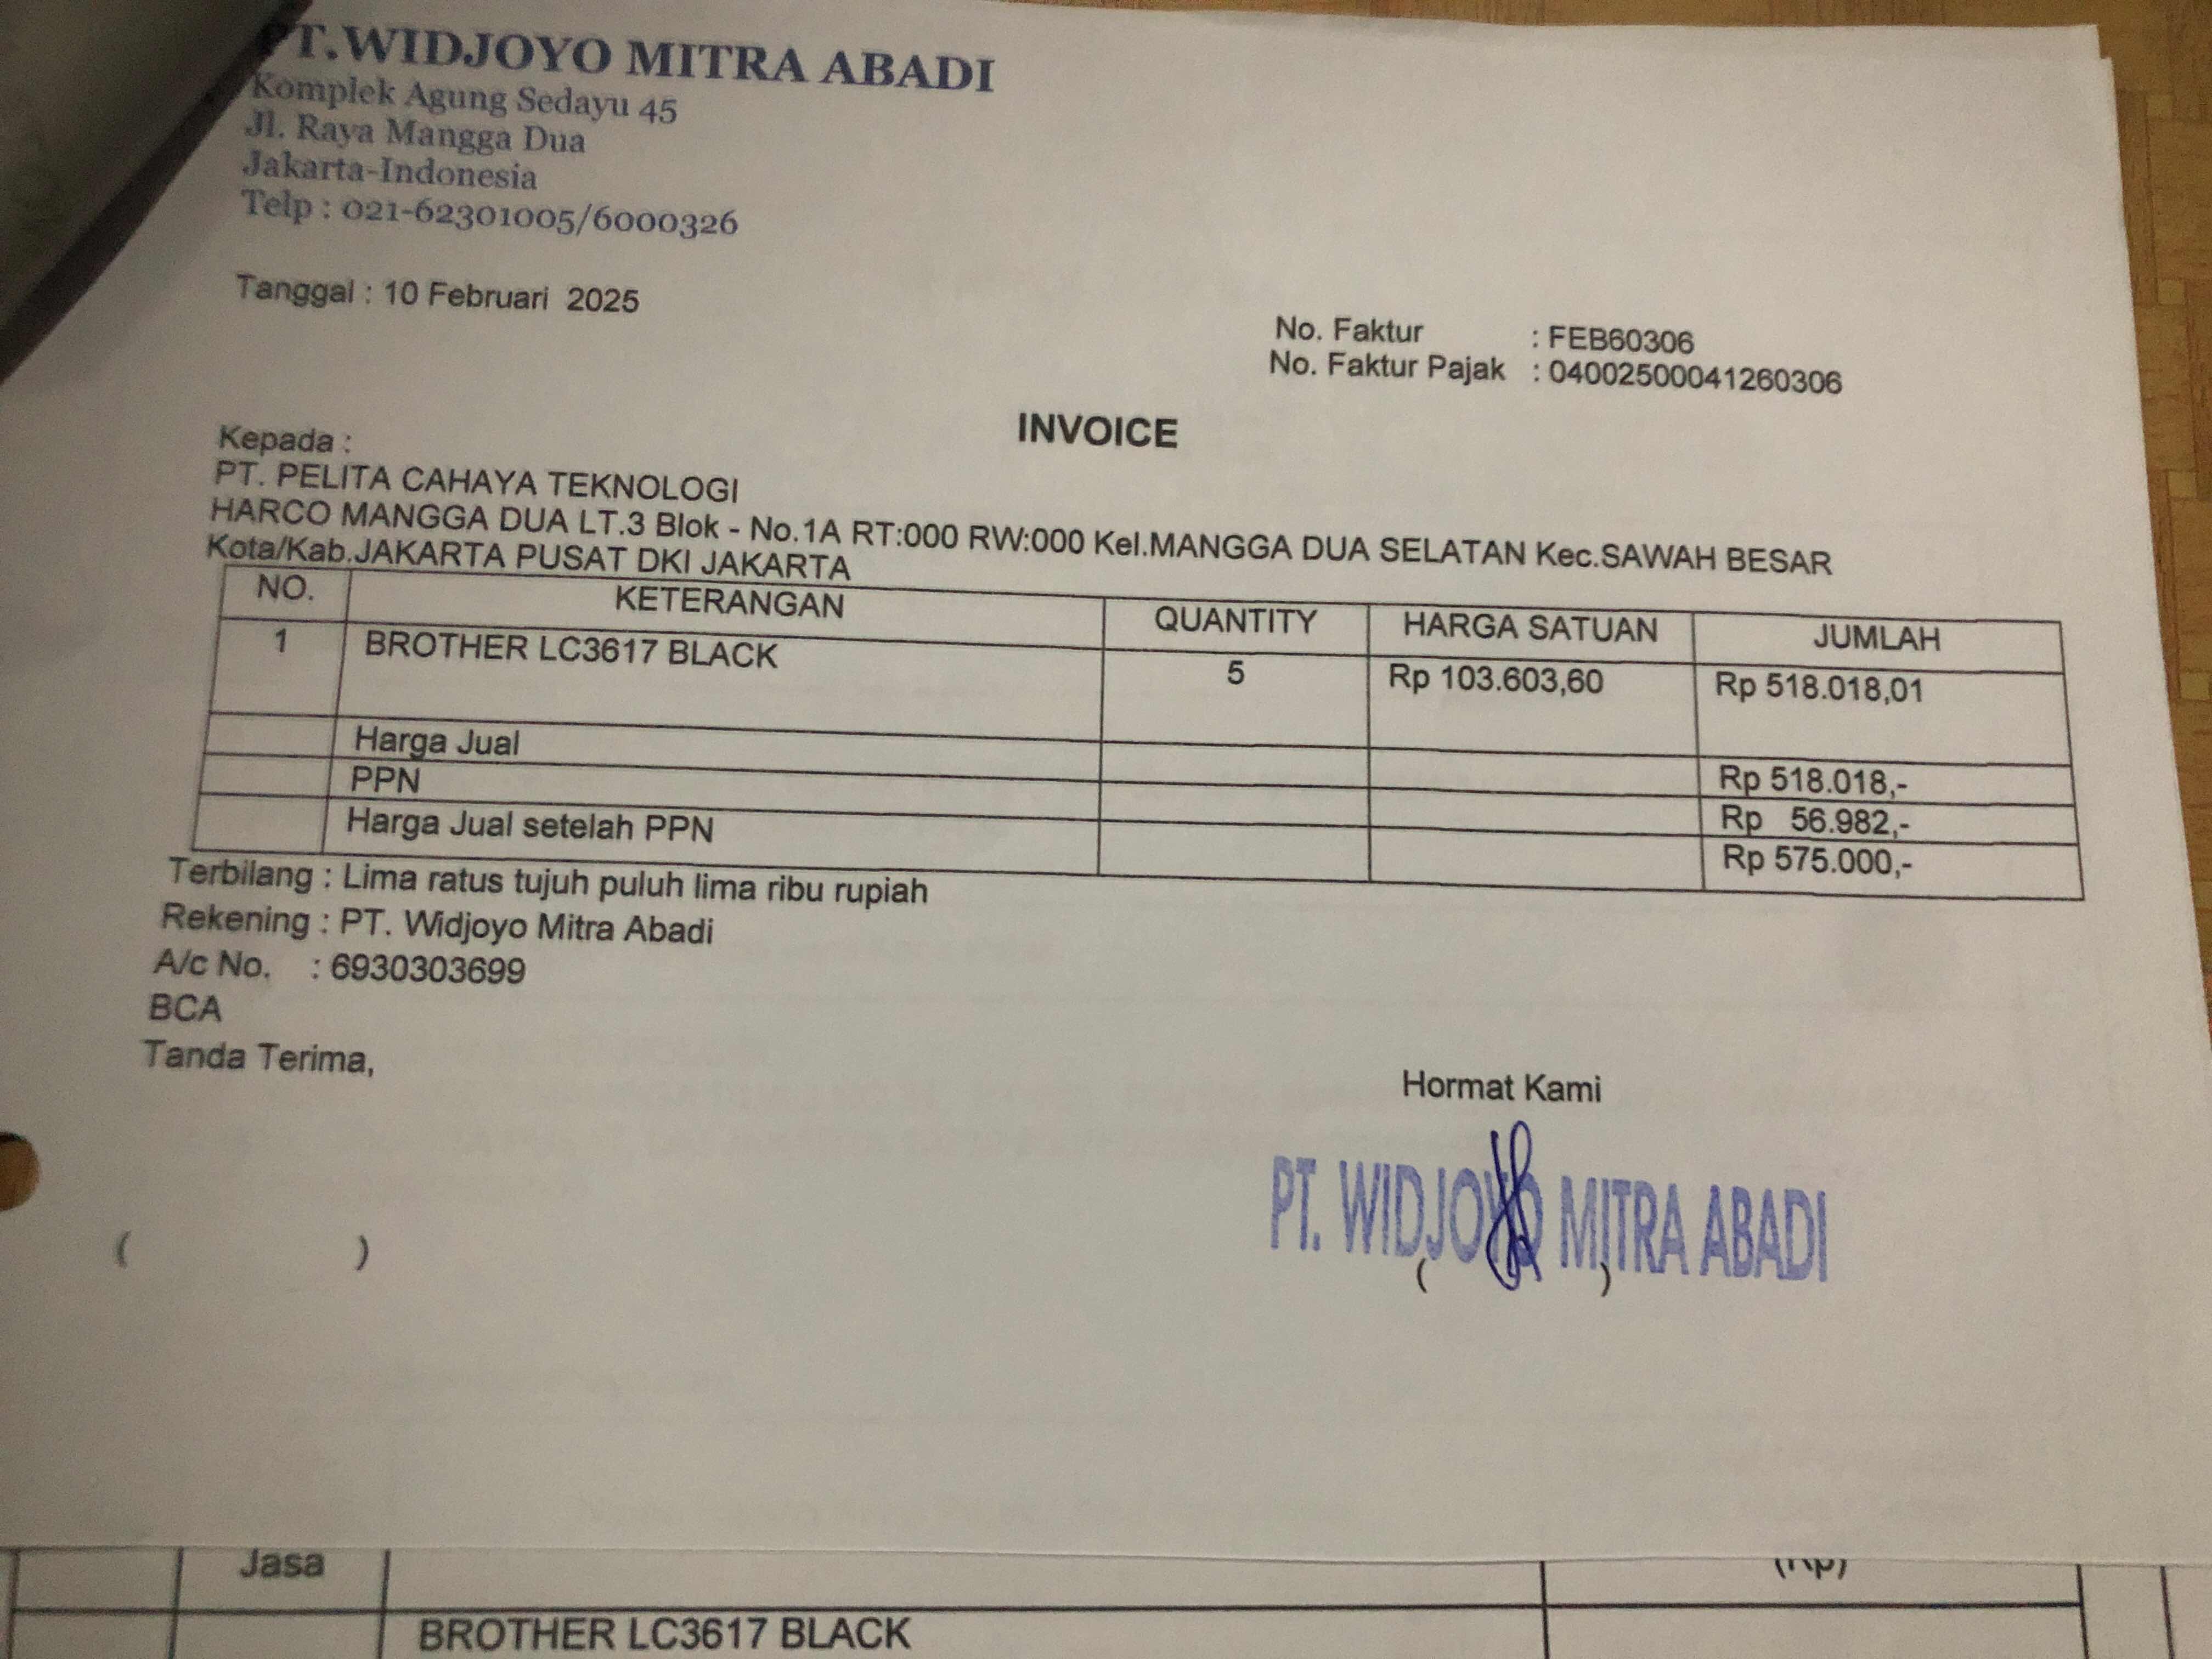 PT.WIDJOYO MITRA ABADI
Komplek Agung Sedayu 45
Jl. Raya Mangga Dua
Jakarta-Indonesia
Telp : 021-62301005/6000326
Tanggal : 10 Februari 2025
No. Faktur : FEB60306
No. Faktur Pajak : 04002500041260306
INVOICE
Kepada :
PT. PELITA CAHAYA TEKNOLOGI
HARCO MANGGA DUA LT.3 Blok - No.1A RT:000 RW:000 Kel.MANGGA DUA SELATAN Kec.SAWAH BESAR
Kota/Kab.JAKARTA PUSAT DKI JAKARTA
NO. KETERANGAN QUANTITY HARGA SATUAN JUMLAH
1 BROTHER LC3617 BLACK 5 Rp 103.603,60 Rp 518.018,01
Harga Jual Rp 518.018,-
PPN Rp 56.982,-
Harga Jual setelah PPN Rp 575.000,-
Terbilang : Lima ratus tujuh puluh lima ribu rupiah
Rekening : PT. Widjoyo Mitra Abadi
A/c No. : 6930303699
BCA
Tanda Terima,
Hormat Kami
PT. WIDJOYO MITRA ABADI
( ) ( )
Jasa (Rp)
BROTHER LC3617 BLACK